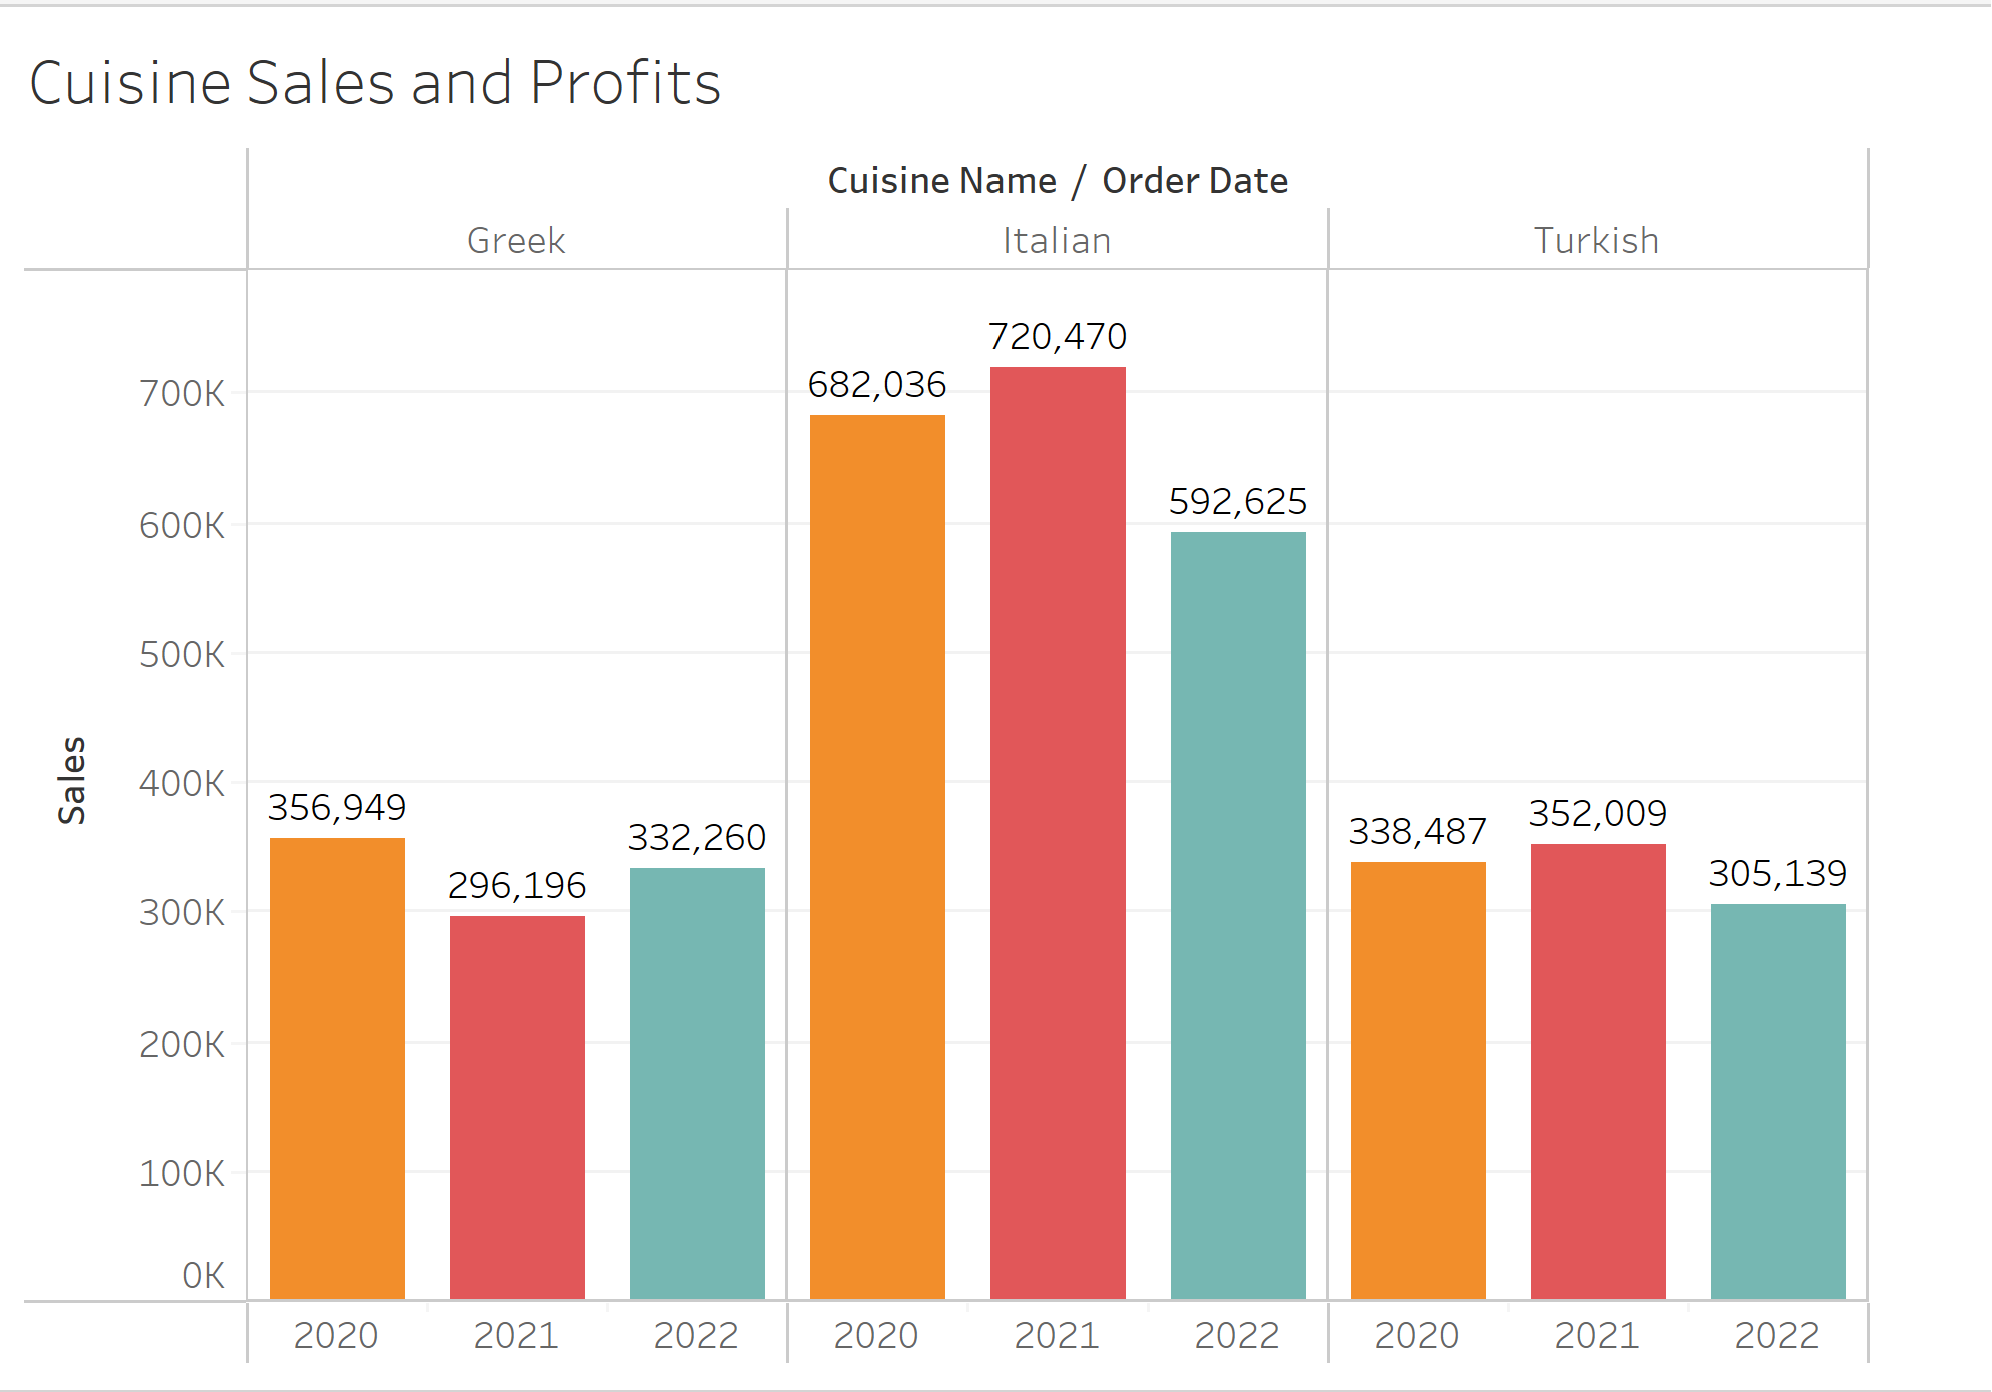 Cuisine Sales and Profits
Cuisine Name / Order Date
Greek Italian Turkish
Sales
700K
600K
500K
400K
300K
200K
100K
0K
356,949
296,196
332,260
682,036
720,470
592,625
338,487
352,009
305,139
2020 2021 2022 2020 2021 2022 2020 2021 2022